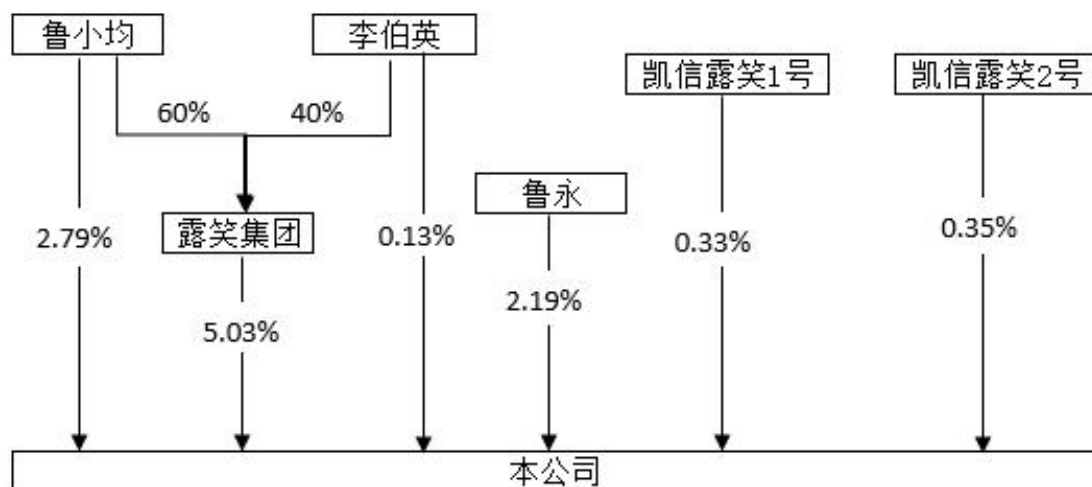 鲁小均
李伯英
凯信露笑1号
凯信露笑2号
60%
40%
鲁永
2.79%
露笑集团
0.13%
0.33%
0.35%
2.19%
5.03%
本公司